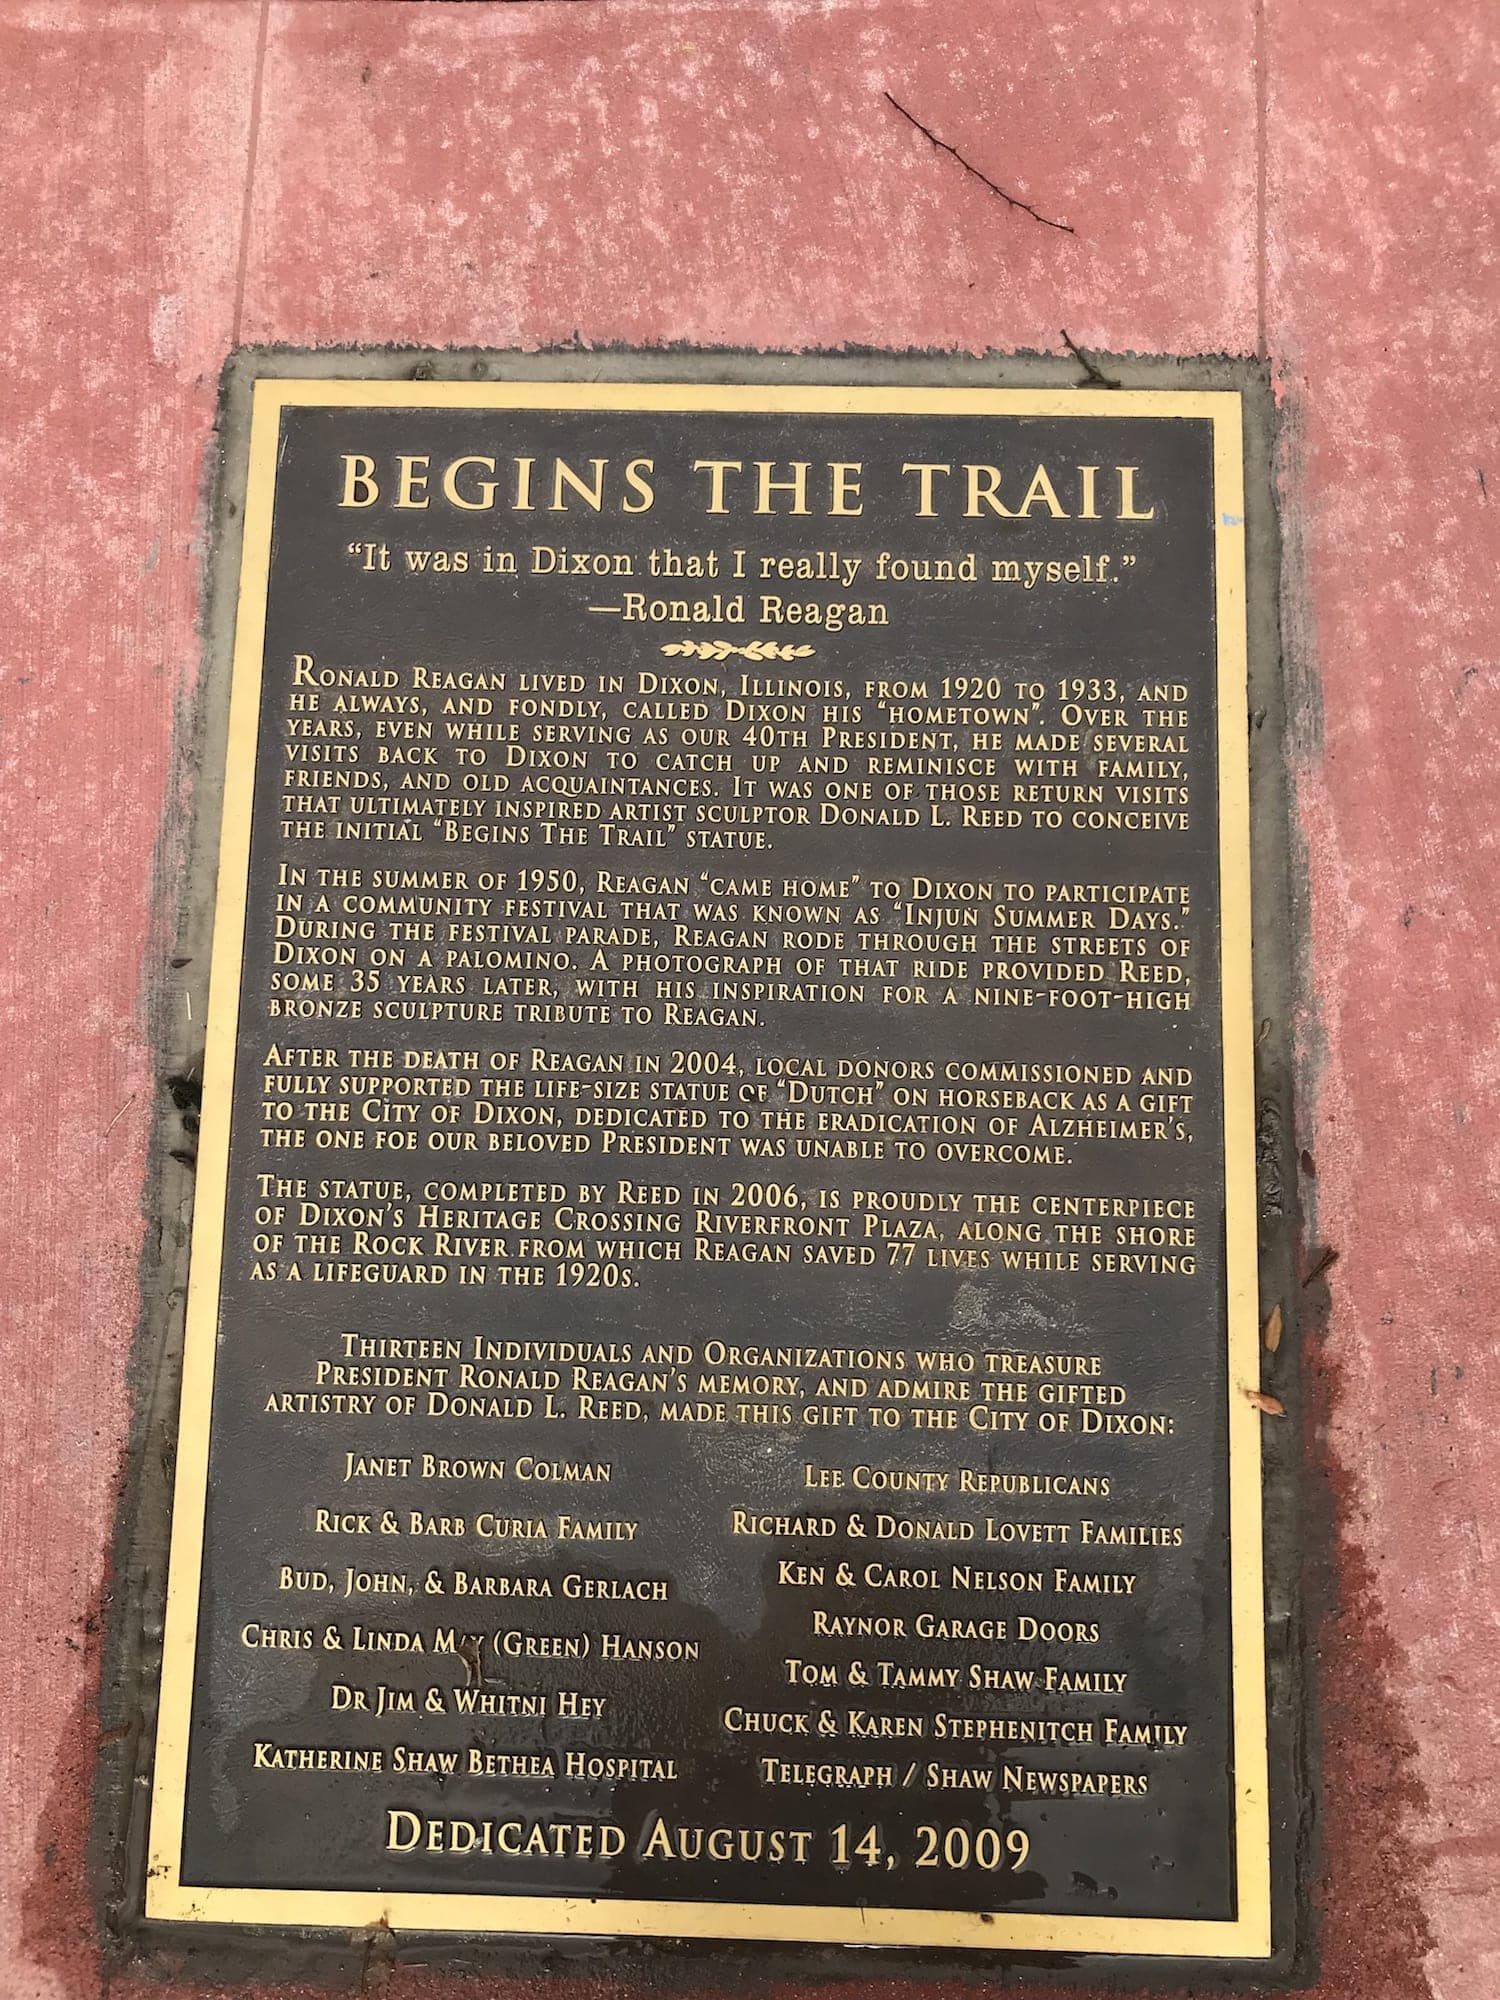 BEGINS THE TRAIL
“It was in Dixon that I really found myself.”
—Ronald Reagan
RONALD REAGAN LIVED IN DIXON, ILLINOIS, FROM 1920 TO 1933, AND
HE ALWAYS, AND FONDLY, CALLED DIXON HIS “HOMETOWN”. OVER THE
YEARS, EVEN WHILE SERVING AS OUR 40TH PRESIDENT, HE MADE SEVERAL
VISITS BACK TO DIXON TO CATCH UP AND REMINISCE WITH FAMILY,
FRIENDS, AND OLD ACQUAINTANCES. IT WAS ONE OF THOSE RETURN VISITS
THAT ULTIMATELY INSPIRED ARTIST SCULPTOR DONALD L. REED TO CONCEIVE
THE INITIAL “BEGINS THE TRAIL” STATUE.
IN THE SUMMER OF 1950, REAGAN “CAME HOME” TO DIXON TO PARTICIPATE
IN A COMMUNITY FESTIVAL THAT WAS KNOWN AS “INJUN SUMMER DAYS.”
DURING THE FESTIVAL PARADE, REAGAN RODE THROUGH THE STREETS OF
DIXON ON A PALOMINO. A PHOTOGRAPH OF THAT RIDE PROVIDED REED,
SOME 35 YEARS LATER, WITH HIS INSPIRATION FOR A NINE-FOOT-HIGH
BRONZE SCULPTURE TRIBUTE TO REAGAN.
AFTER THE DEATH OF REAGAN IN 2004, LOCAL DONORS COMMISSIONED AND
FULLY SUPPORTED THE LIFE-SIZE STATUE OF “DUTCH” ON HORSEBACK AS A GIFT
TO THE CITY OF DIXON, DEDICATED TO THE ERADICATION OF ALZHEIMER’S,
THE ONE FOE OUR BELOVED PRESIDENT WAS UNABLE TO OVERCOME.
THE STATUE, COMPLETED BY REED IN 2006, IS PROUDLY THE CENTERPIECE
OF DIXON’S HERITAGE CROSSING RIVERFRONT PLAZA, ALONG THE SHORE
OF THE ROCK RIVER FROM WHICH REAGAN SAVED 77 LIVES WHILE SERVING
AS A LIFEGUARD IN THE 1920S.
THIRTEEN INDIVIDUALS AND ORGANIZATIONS WHO TREASURE
PRESIDENT RONALD REAGAN’S MEMORY, AND ADMIRE THE GIFTED
ARTISTRY OF DONALD L. REED, MADE THIS GIFT TO THE CITY OF DIXON:
JANET BROWN COLMAN
RICK & BARB CURIA FAMILY
BUD, JOHN, & BARBARA GERLACH
CHRIS & LINDA MAY (GREEN) HANSON
DR JIM & WHITNI HEY
KATHERINE SHAW BETHEA HOSPITAL
LEE COUNTY REPUBLICANS
RICHARD & DONALD LOVETT FAMILIES
KEN & CAROL NELSON FAMILY
RAYNOR GARAGE DOORS
TOM & TAMMY SHAW FAMILY
CHUCK & KAREN STEPHENITCH FAMILY
TELEGRAPH / SHAW NEWSPAPERS
DEDICATED AUGUST 14, 2009